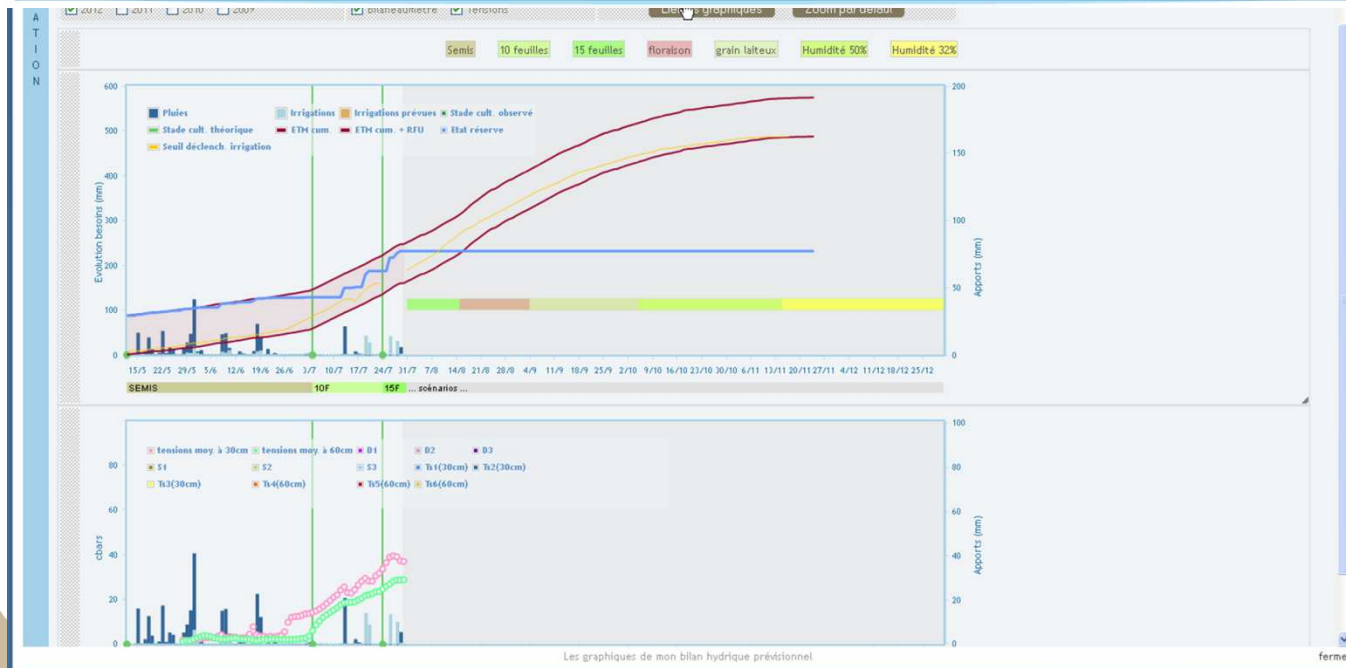 2012 2011 2010 2009 Bilaneaumetre Tensions Lier les graphiques Zoom par défaut
A
T
I
O
N
Semis 10 feuilles 15 feuilles floraison grain laiteux Humidité 50% Humidité 32%
600 200
Pluies Irrigations Irrigations prévues Stade cult. observé
Stade cult. théorique ETM cum. ETM cum. + RFU Etat réserve
Seuil déclench. irrigation
500
400
300
200
100
0
Evolution besoins (mm)
150
100
50
0
Apports (mm)
15/5 22/5 29/5 5/6 12/6 19/6 26/6 3/7 10/7 17/7 24/7 31/7 7/8 14/8 21/8 28/8 4/9 11/9 18/9 25/9 2/10 9/10 16/10 23/10 30/10 6/11 13/11 20/11 27/11 4/12 11/12 18/12 25/12
SEMIS 10F 15F ... scénarios ...
100
tensions moy. à 30cm tensions moy. à 60cm D1 D2 D3
S1 S2 S3 Ts1(30cm) Ts2(30cm)
Ts3(30cm) Ts4(60cm) Ts5(60cm) Ts6(60cm)
80
60
40
20
0
cbars
80
60
40
20
0
Apports (mm)
Les graphiques de mon bilan hydrique prévisionnel
ferme